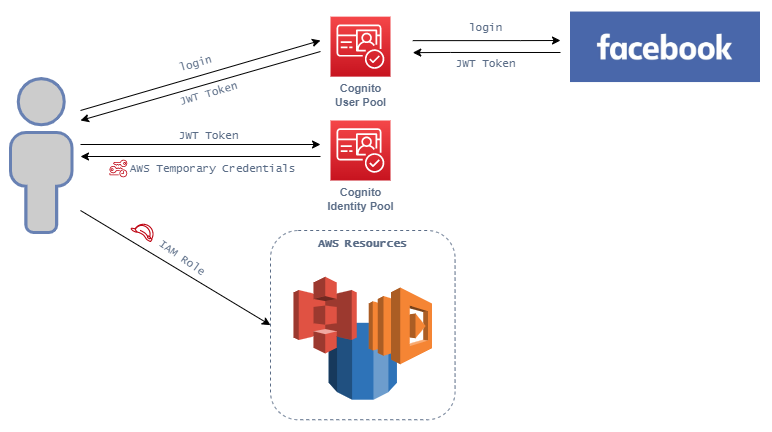 login
JWT Token
Cognito
User Pool
login
JWT Token
facebook
JWT Token
AWS Temporary Credentials
Cognito
Identity Pool
IAM Role
AWS Resources